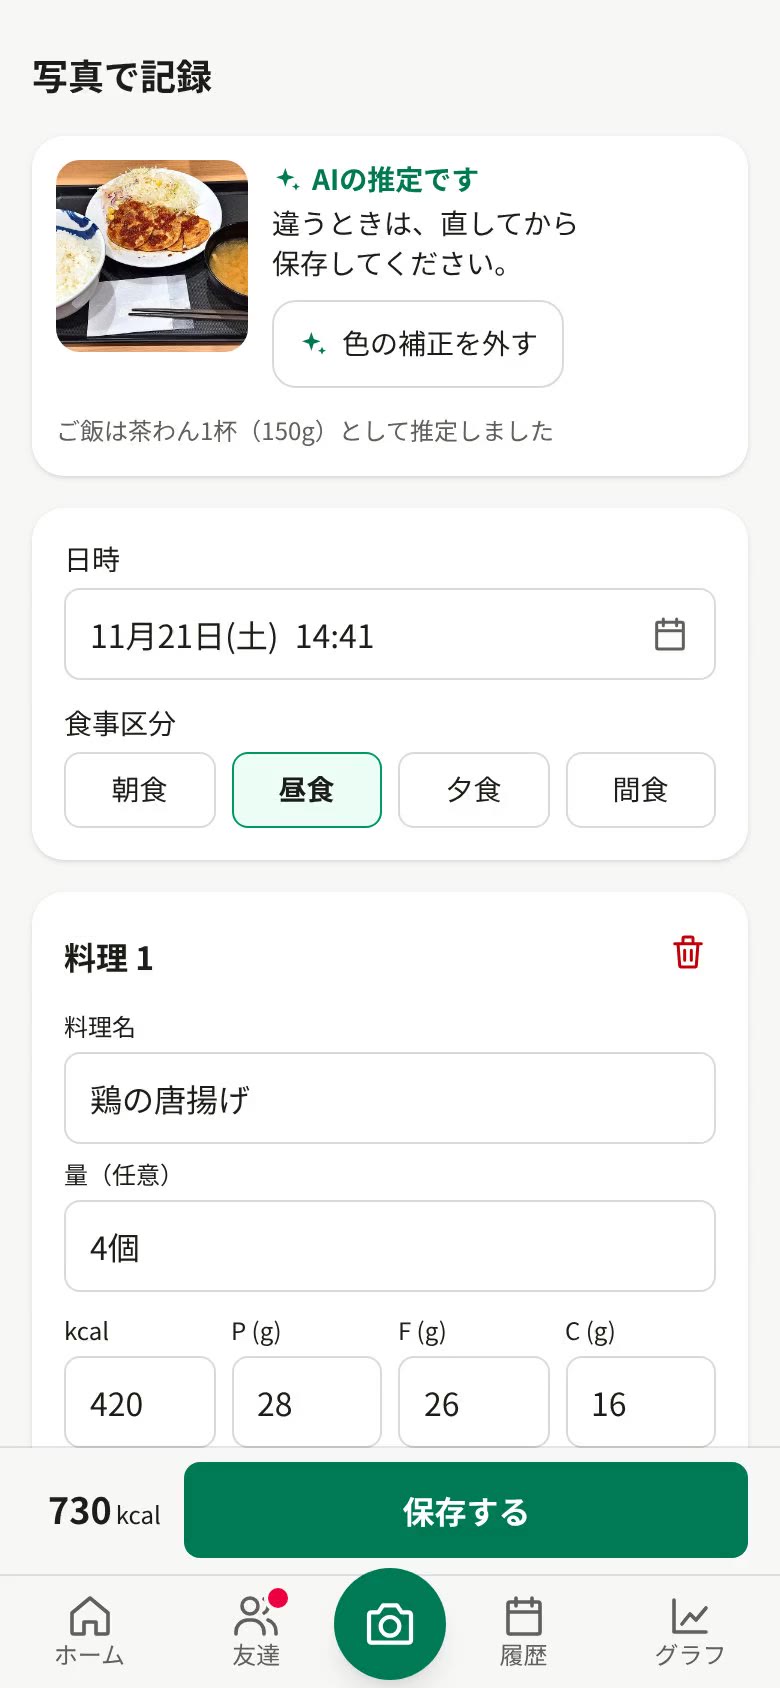 写真で記録
AIの推定です
違うときは、直してから
保存してください。
色の補正を外す
ご飯は茶わん1杯（150g）として推定しました
日時
11月21日(土) 14:41
食事区分
朝食
昼食
夕食
間食
料理 1
料理名
鶏の唐揚げ
量（任意）
4個
kcal
P (g)
F (g)
C (g)
420
28
26
16
730 kcal
保存する
ホーム
友達
履歴
グラフ